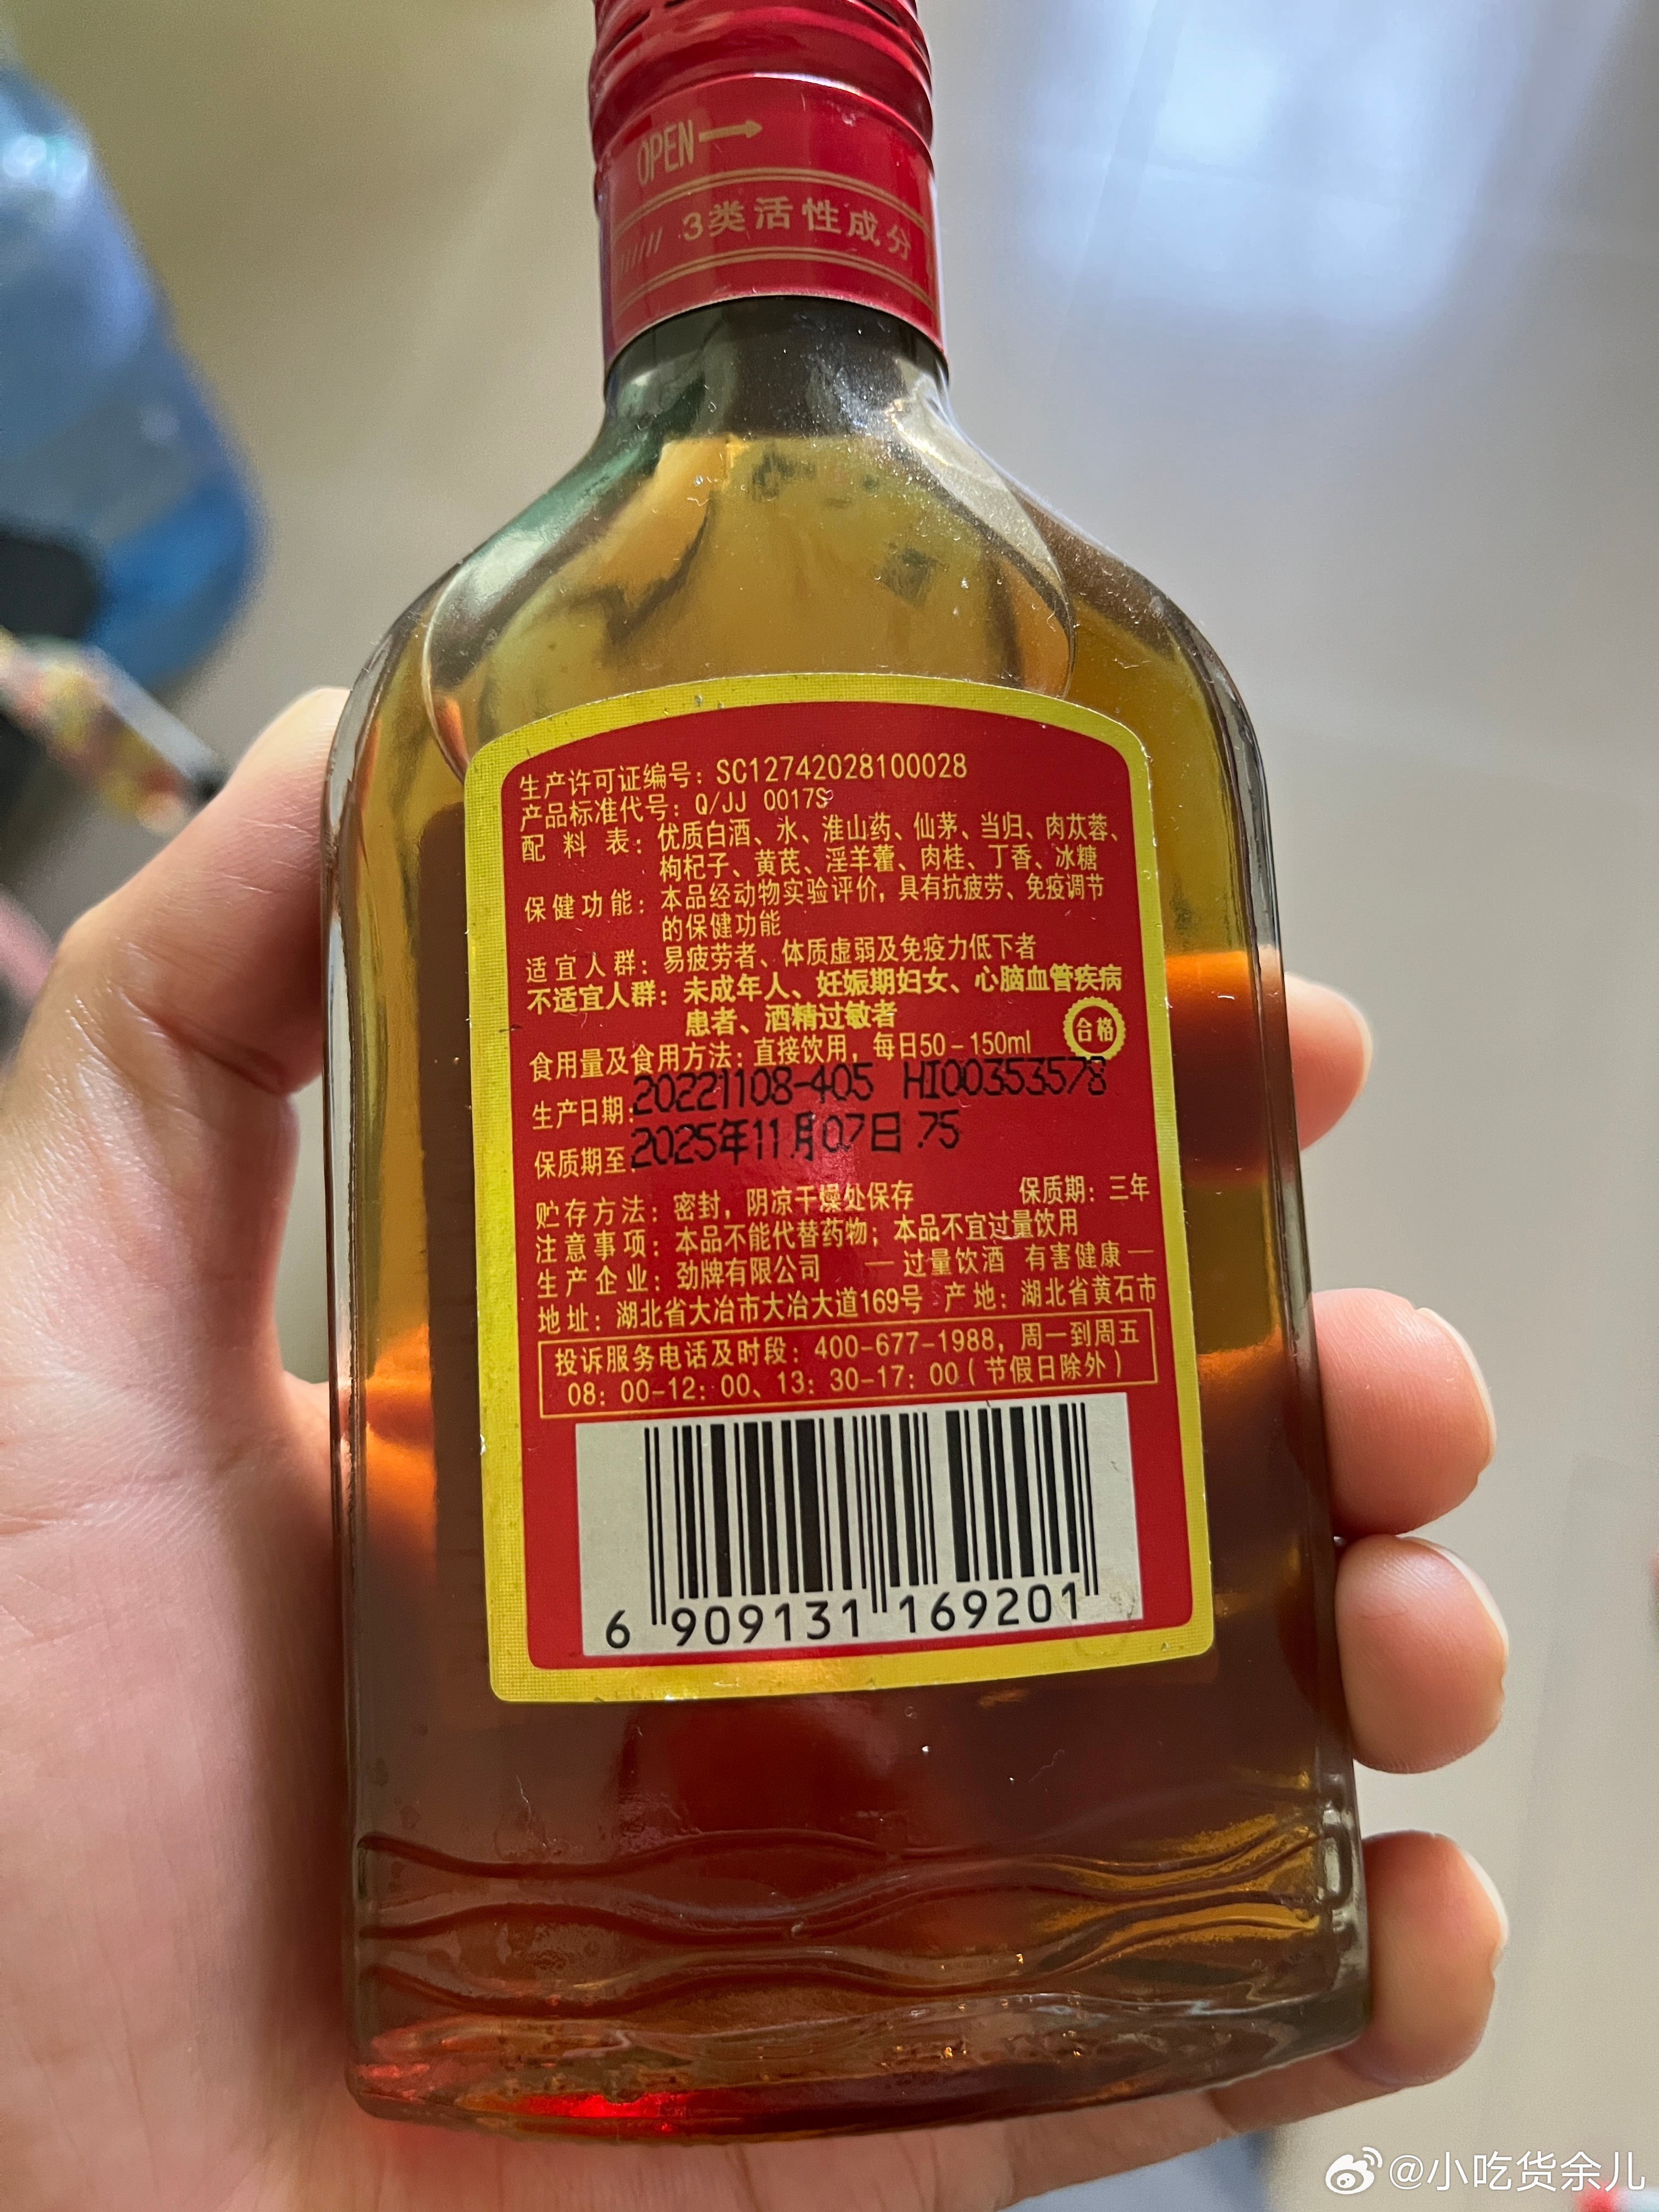 OPEN
3类活性成分
生产许可证编号：SC12742028100028
产品标准代号：Q/JJ 0017S
配料表：优质白酒、水、淮山药、仙茅、当归、肉苁蓉、
枸杞子、黄芪、淫羊藿、肉桂、丁香、冰糖
保健功能：本品经动物实验评价，具有抗疲劳、免疫调节
的保健功能
适宜人群：易疲劳者、体质虚弱及免疫力低下者
不适宜人群：未成年人、妊娠期妇女、心脑血管疾病
患者、酒精过敏者
合格
食用量及食用方法：直接饮用，每日50-150ml
生产日期：20221108-405 HI00353578
保质期至：2025年11月07日 .75
贮存方法：密封，阴凉干燥处保存 保质期：三年
注意事项：本品不能代替药物；本品不宜过量饮用
生产企业：劲牌有限公司 —过量饮酒 有害健康—
地址：湖北省大冶市大冶大道169号 产地：湖北省黄石市
投诉服务电话及时段：400-677-1988，周一到周五
08：00-12：00、13：30-17：00（节假日除外）
6 909131 169201
@小吃货余儿